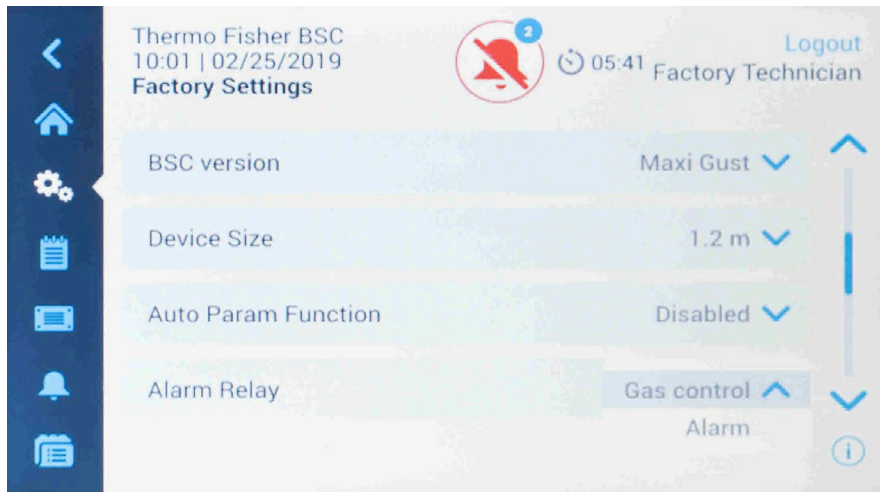 Thermo Fisher BSC
10:01 | 02/25/2019
Factory Settings
2
05:41
Logout
Factory Technician
BSC version
Maxi Gust
Device Size
1.2 m
Auto Param Function
Disabled
Alarm Relay
Gas control
Alarm
i